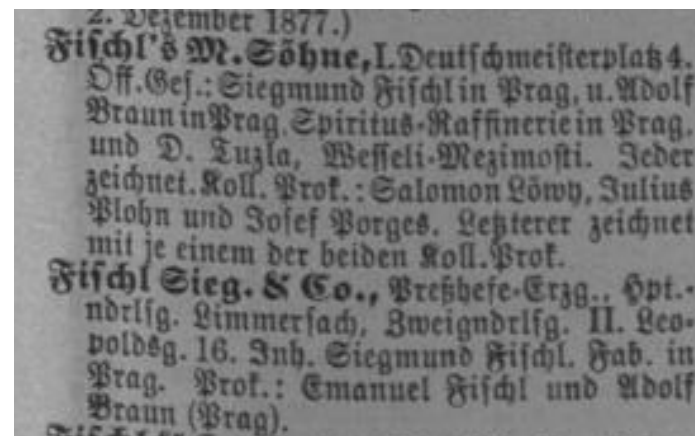 2. Dezember 1877.)
Fischl's M. Söhne, I. Deutschmeisterplatz 4.
Öff. Ges.: Siegmund Fischl in Prag, u. Adolf
Braun in Prag. Spiritus-Raffinerie in Prag,
und D. Tuzla, Wesseli-Mezimosti. Jeder
zeichnet. Koll. Prok.: Salomon Löwy, Julius
Plohn und Josef Porges. Letzterer zeichnet
mit je einem der beiden Koll. Prok.
Fischl Sieg. & Co., Preßhefe-Erzg., Hpt.-
ndrlsg. Limmersach, Zweigndrlsg. II. Leo-
poldsg. 16. Inh. Siegmund Fischl. Fab. in
Prag. Prok.: Emanuel Fischl und Adolf
Braun (Prag).